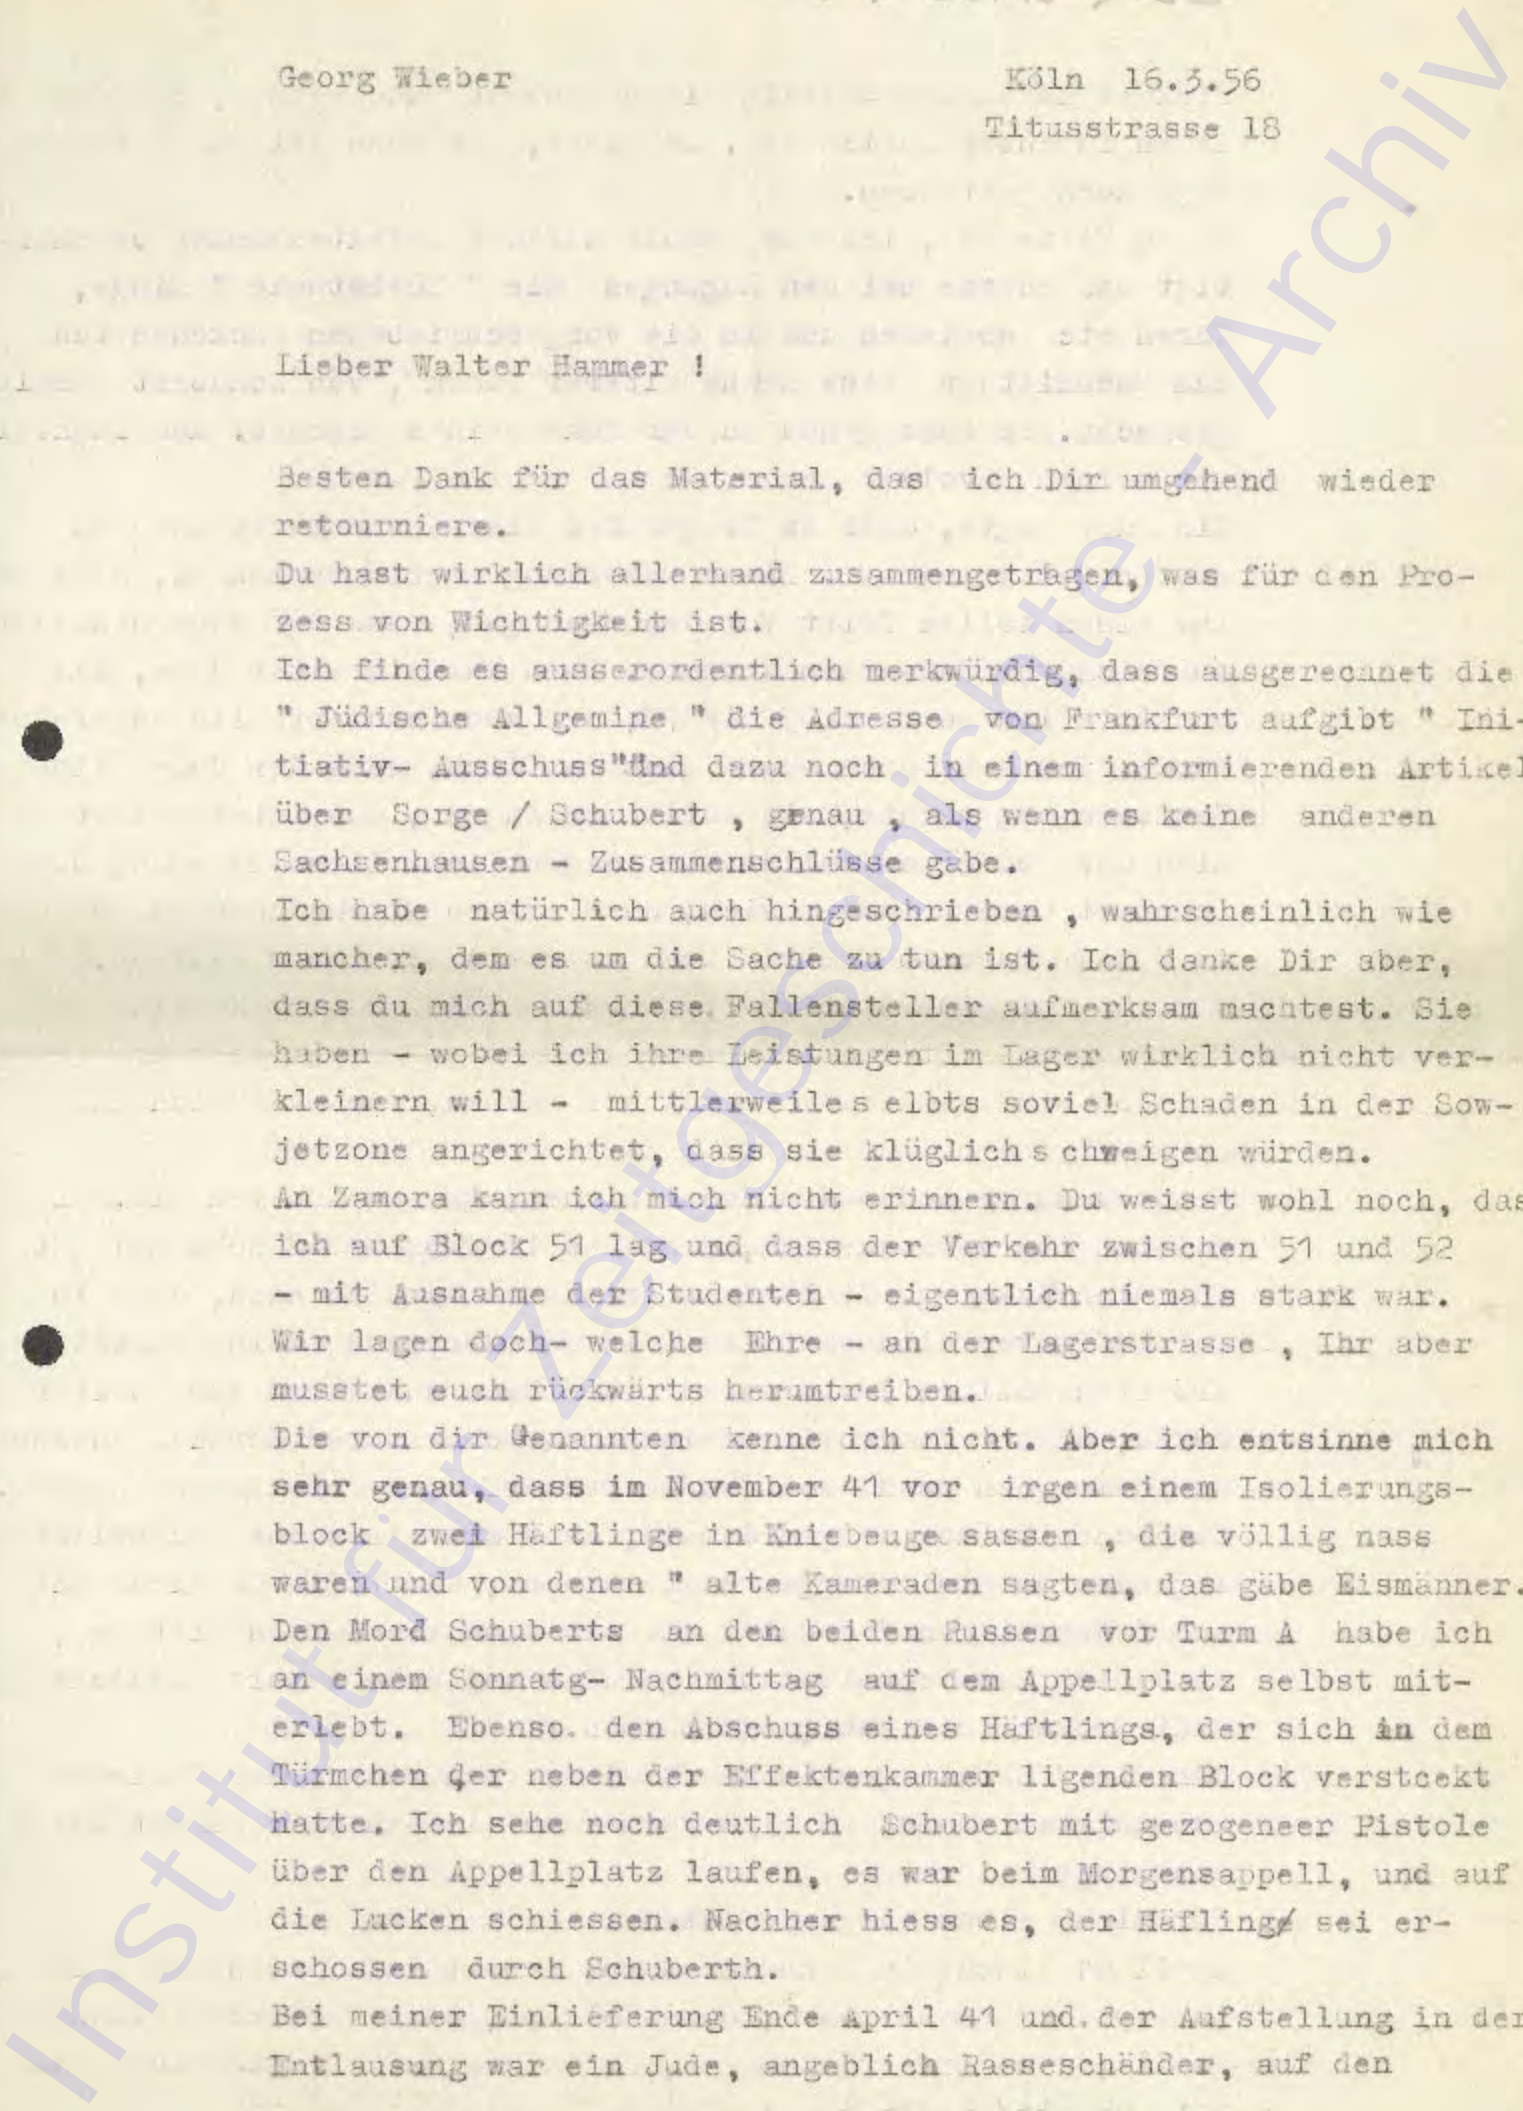 Georg Wieber
Köln 16.3.56
Titusstrasse 18
Lieber Walter Hammer !
Besten Dank für das Material, das ich Dir umgehend wieder
retourniere.
Du hast wirklich allerhand zusammengetragen, was für den Pro-
zess von Wichtigkeit ist.
Ich finde es ausserordentlich merkwürdig, dass ausgerechnet die
" Jüdische Allgemine " die Adresse von Frankfurt aufgibt " Ini-
tiativ- Ausschuss"Und dazu noch in einem informierenden Artikel
über Sorge / Schubert , genau , als wenn es keine anderen
Sachsenhausen - Zusammenschlüsse gäbe.
Ich habe natürlich auch hingeschrieben , wahrscheinlich wie
mancher, dem es um die Sache zu tun ist. Ich danke Dir aber,
dass du mich auf diese Fallensteller aufmerksam machtest. Sie
haben - wobei ich ihre Leistungen im Lager wirklich nicht ver-
kleinern will - mittlerweile s elbts soviel Schaden in der Sow-
jetzone angerichtet, dass sie klüglich s chweigen würden.
An Zamora kann ich mich nicht erinnern. Du weisst wohl noch, das
ich auf Block 51 lag und dass der Verkehr zwischen 51 und 52
- mit Ausnahme der Studenten - eigentlich niemals stark war.
Wir lagen doch- welche Ehre - an der Lagerstrasse , Ihr aber
musstet euch rückwärts herumtreiben.
Die von dir Genannten kenne ich nicht. Aber ich entsinne mich
sehr genau, dass im November 41 vor irgen einem Isolierungs-
block zwei Häftlinge in Kniebeuge sassen , die völlig nass
waren und von denen " alte Kameraden sagten, das gäbe Eismänner.
Den Mord Schuberts an den beiden Russen vor Turm A habe ich
an einem Sonnatg- Nachmittag auf dem Appellplatz selbst mit-
erlebt. Ebenso den Abschuss eines Häftlings, der sich in dem
Türmchen der neben der Effektenkammer ligenden Block verstcekt
hatte. Ich sehe noch deutlich Schubert mit gezogeneer Pistole
über den Appellplatz laufen, es war beim Morgensappell, und auf
die Lucken schiessen. Nachher hiess es, der Häfling sei er-
schossen durch Schuberth.
Bei meiner Einlieferung Ende April 41 und der Aufstellung in der
Entlausung war ein Jude, angeblich Rasseschänder, auf den
Institut für Zeitgeschichte - Archiv